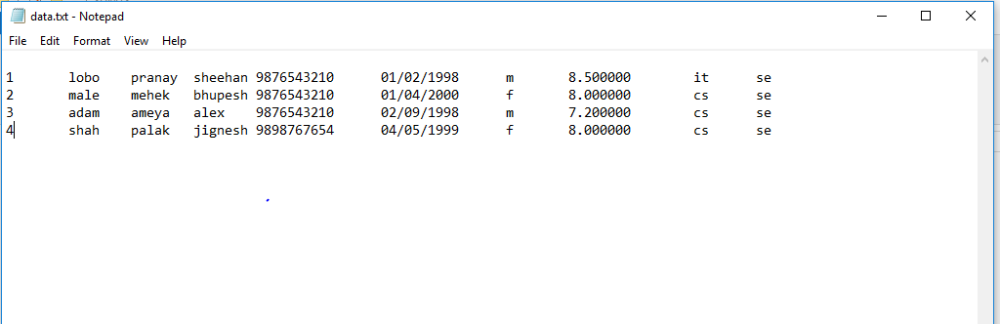 data.txt - Notepad
File Edit Format View Help
1 lobo pranay sheehan 9876543210 01/02/1998 m 8.500000 it se
2 male mehek bhupesh 9876543210 01/04/2000 f 8.000000 cs se
3 adam ameya alex 9876543210 02/09/1998 m 7.200000 cs se
4 shah palak jignesh 9898767654 04/05/1999 f 8.000000 cs se